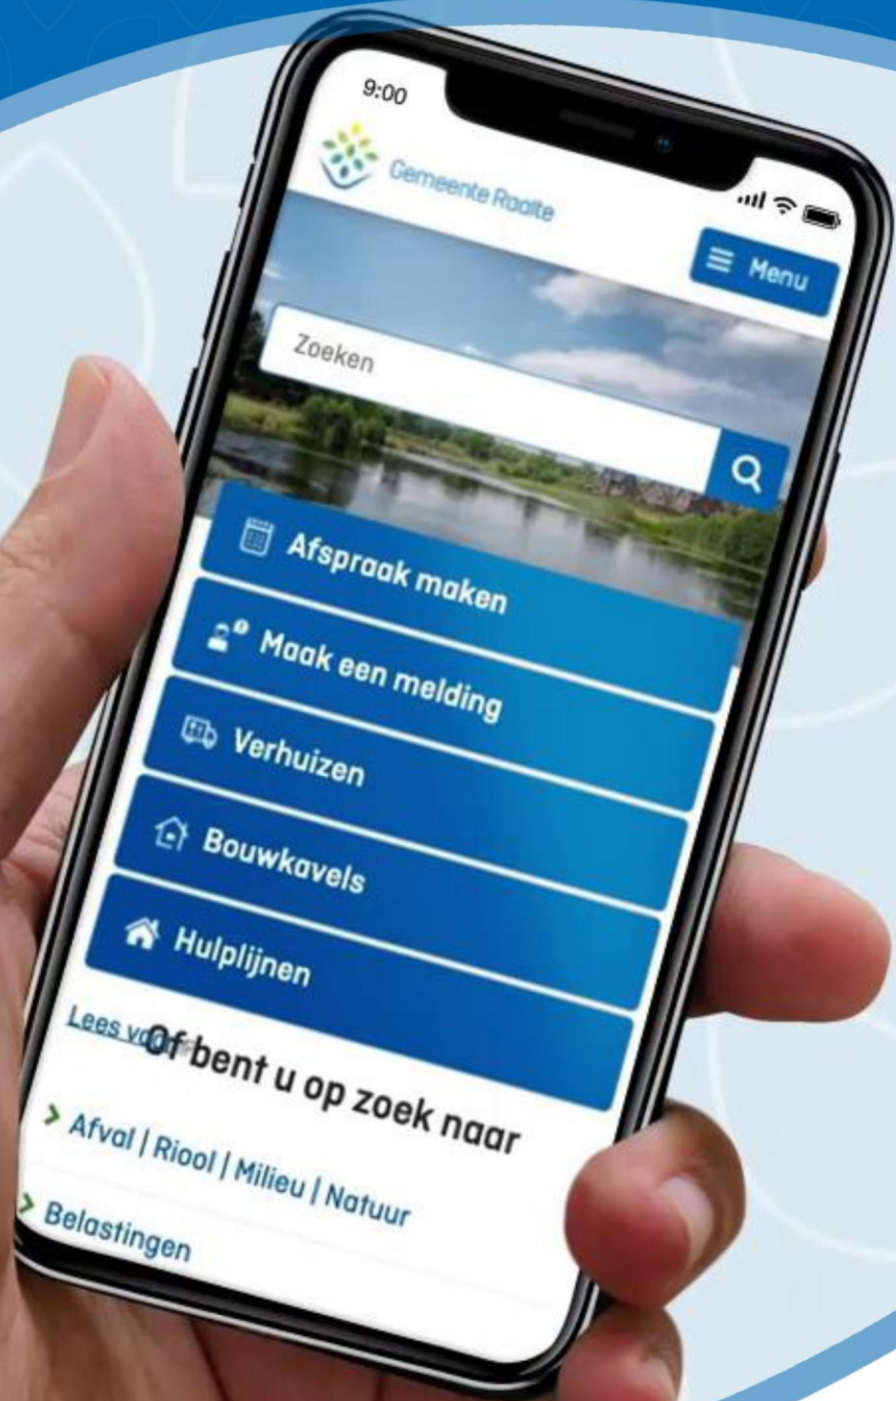 9:00
Gemeente Raalte
Menu
Zoeken
Afspraak maken
Maak een melding
Verhuizen
Bouwkavels
Hulplijnen
Lees
Of bent u op zoek naar
Afval | Riool | Milieu | Natuur
Belastingen